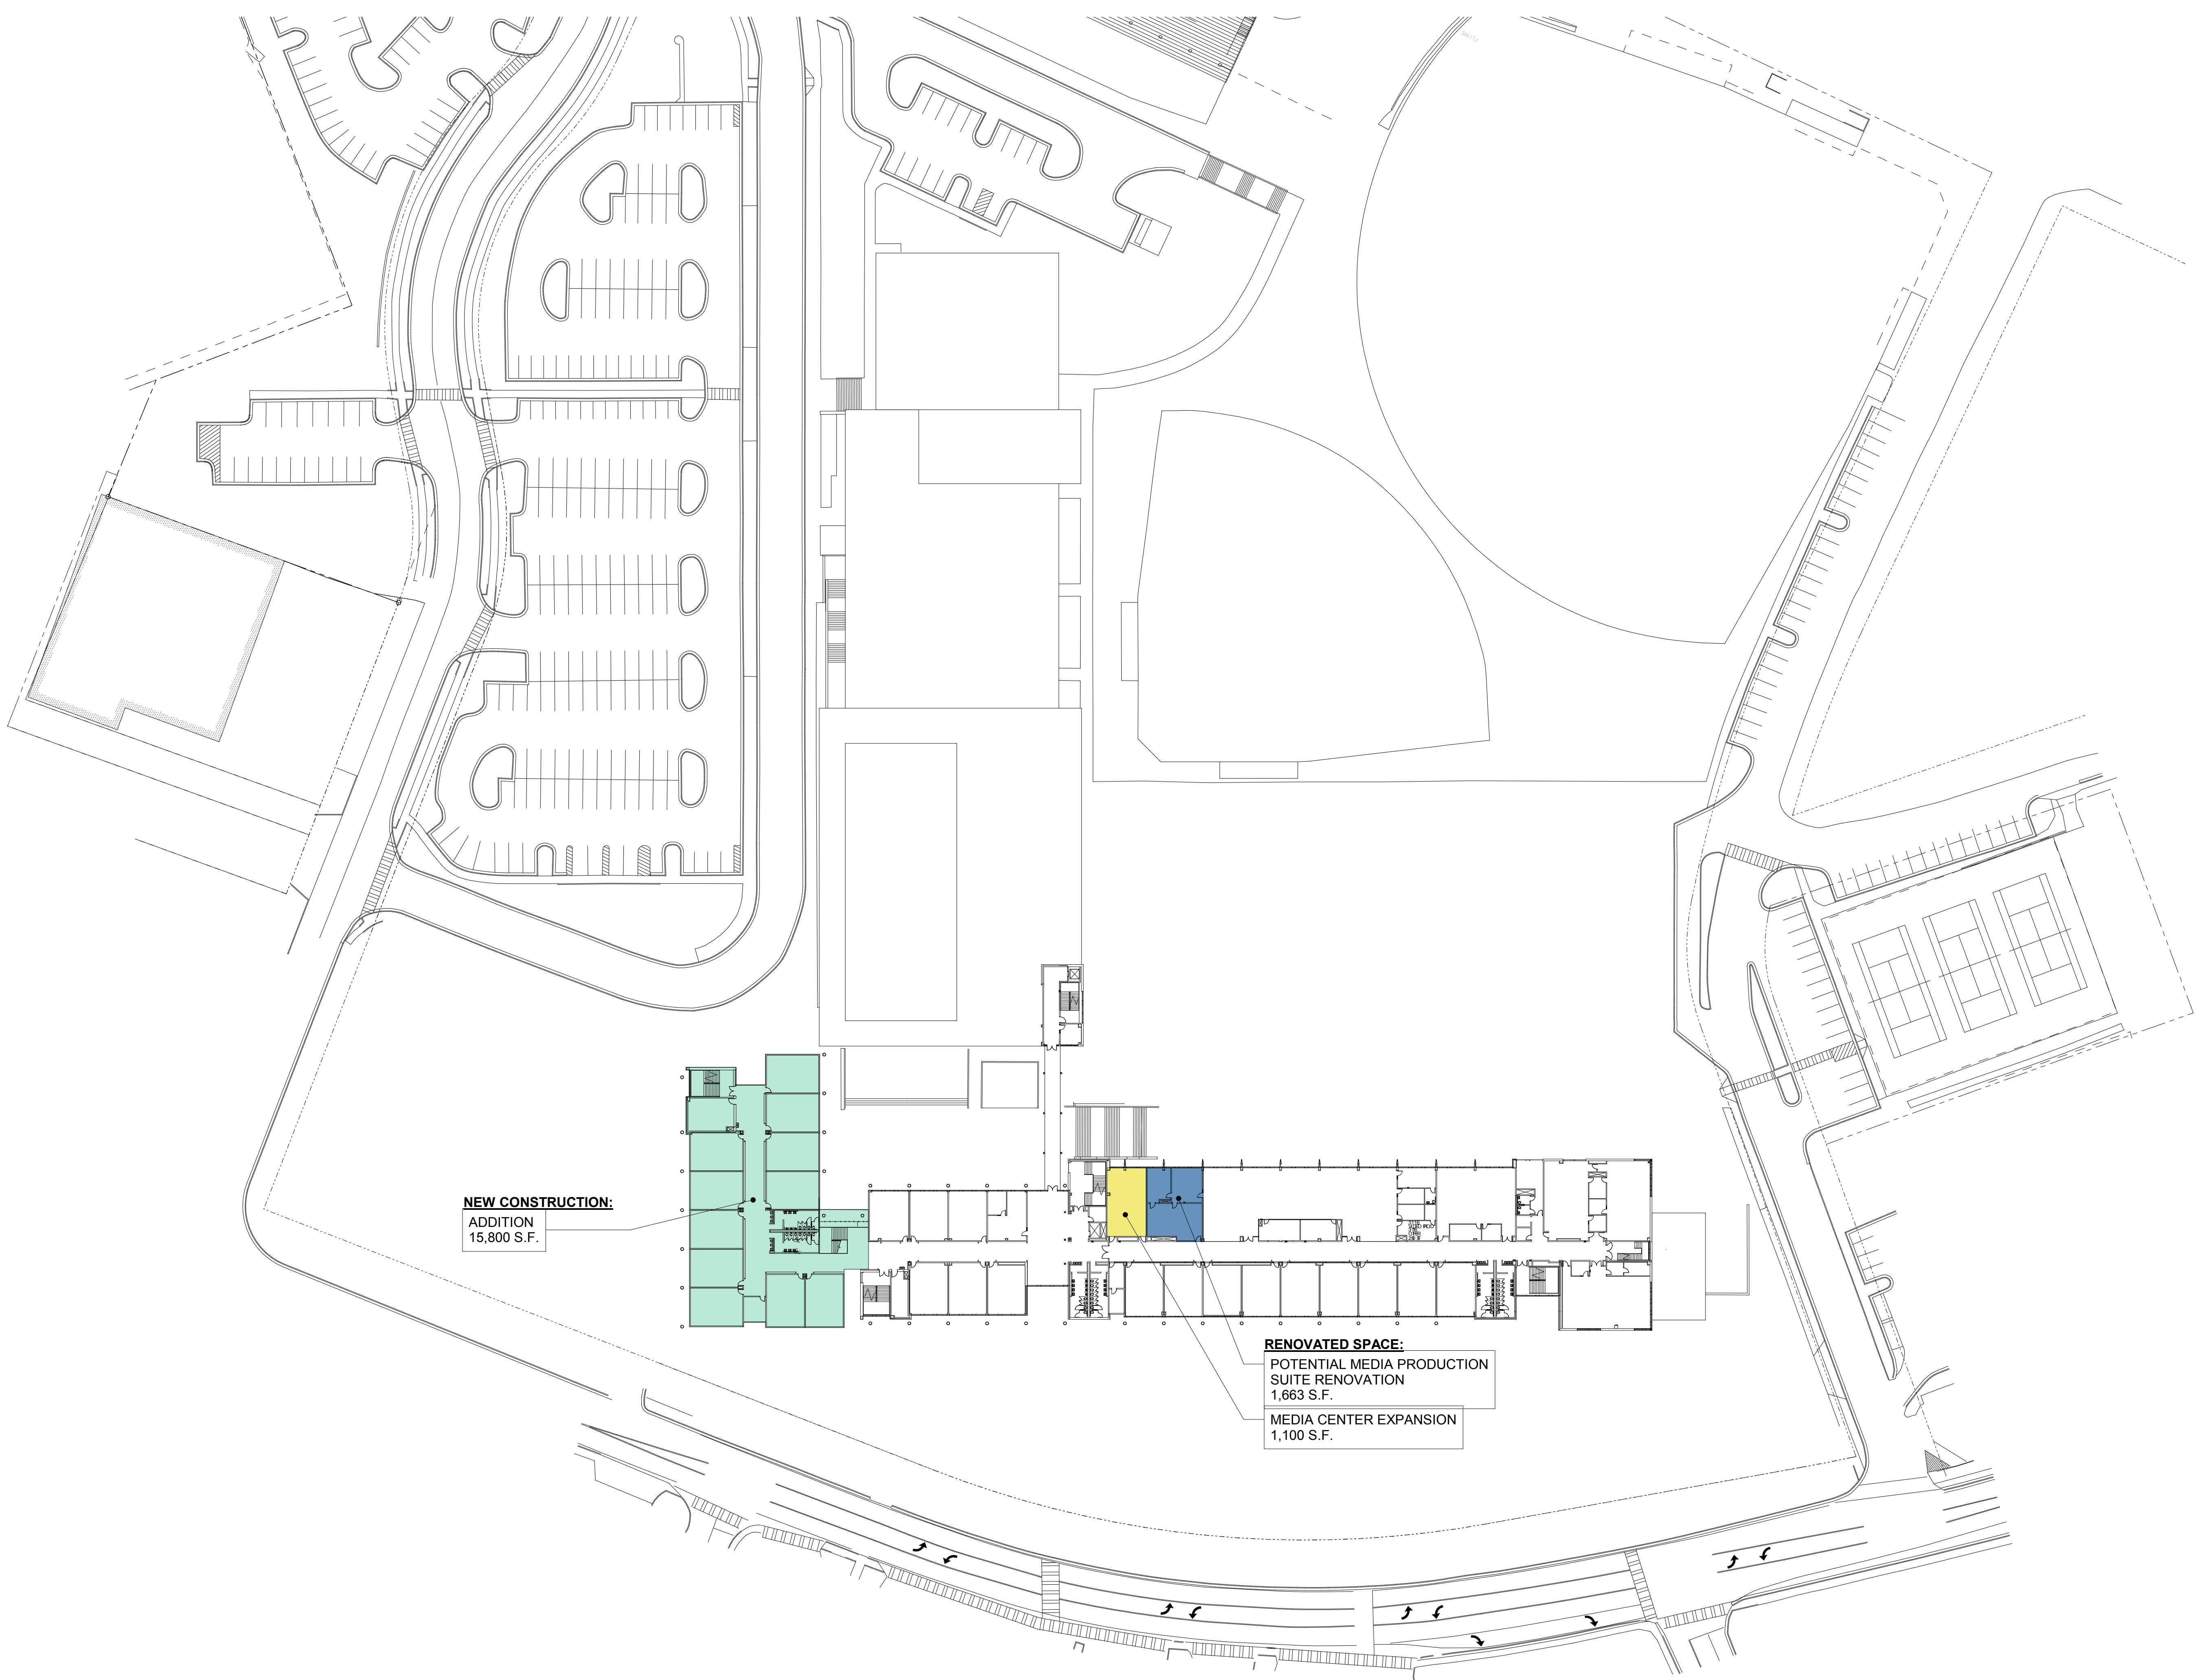 NEW CONSTRUCTION:
ADDITION
15,800 S.F.
RENOVATED SPACE:
POTENTIAL MEDIA PRODUCTION
SUITE RENOVATION
1,663 S.F.
MEDIA CENTER EXPANSION
1,100 S.F.